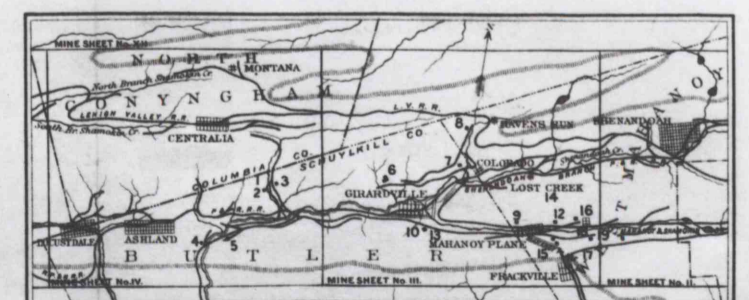 MINE SHEET No. XII
NORTH
MONTANA
North Branch Shamokin Cr.
CONYNGHAM
LEHIGH VALLEY R.R.
L.V. R.R.
RAVENS RUN
SHENANDOAH
MAHANOY
South Br. Shamokin Cr.
CENTRALIA
8
COLUMBIA CO.
SCHUYLKILL CO.
7
COLORADO
6
3
2
GIRARDVILLE
SHENANDOAH BRANCH
LOST CREEK
14
P. & R. R.R.
9
12
16
ASHLAND
10
13
MAHANOY PLANE
4
5
15
17
BUTLER
FRACKVILLE
MINE SHEET No. IV.
MINE SHEET No. III.
MINE SHEET No. II.